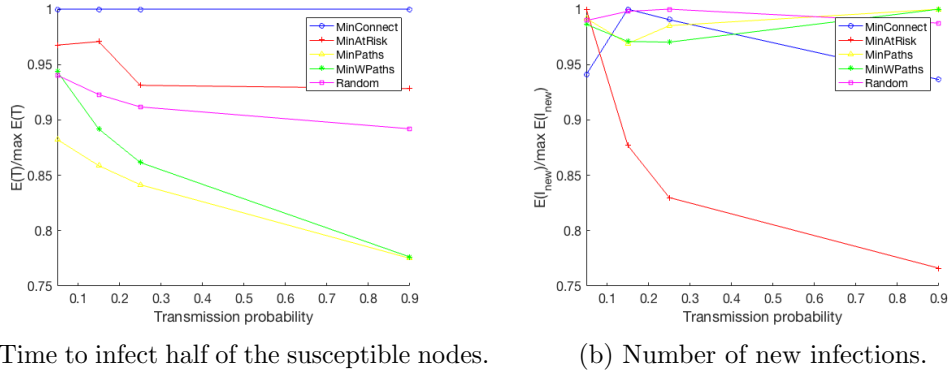 1
0.95
0.9
0.85
0.8
0.75
E(T)/max E(T)
0.1 0.2 0.3 0.4 0.5 0.6 0.7 0.8 0.9
Transmission probability
MinConnect
MinAtRisk
MinPaths
MinWPaths
Random
Time to infect half of the susceptible nodes.
1
0.95
0.9
0.85
0.8
0.75
E(I_new)/max E(I_new)
0.1 0.2 0.3 0.4 0.5 0.6 0.7 0.8 0.9
Transmission probability
MinConnect
MinAtRisk
MinPaths
MinWPaths
Random
(b) Number of new infections.